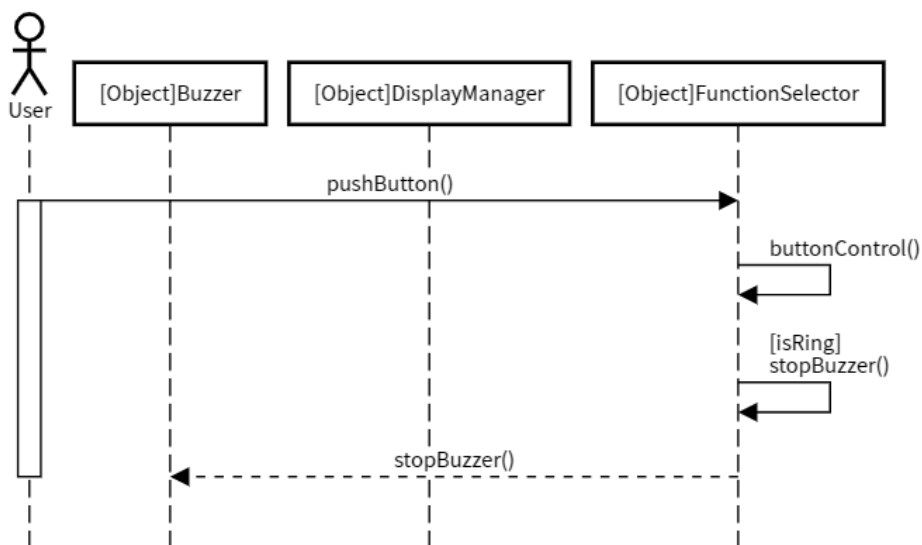 User
[Object]Buzzer
[Object]DisplayManager
[Object]FunctionSelector
pushButton()
buttonControl()
[isRing]
stopBuzzer()
stopBuzzer()